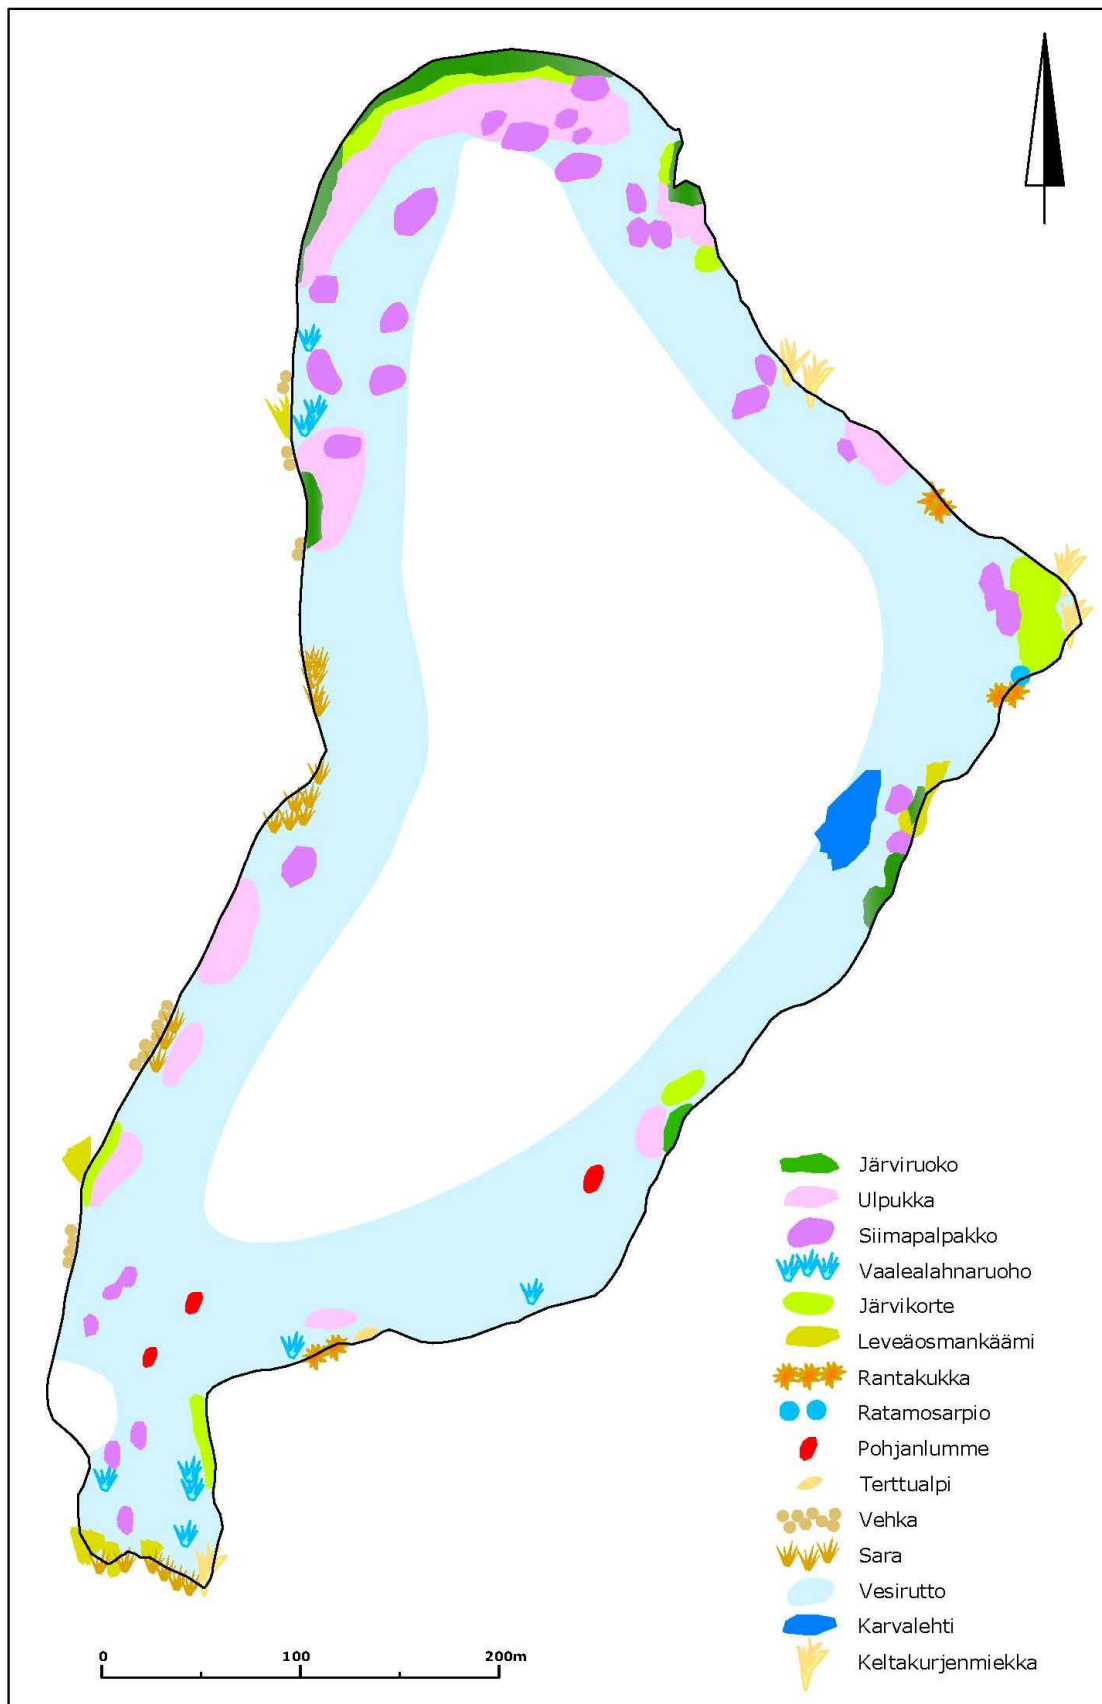 Järviruoko
Ulpukka
Siimapalpakko
Vaalealahnaruoho
Järvikorte
Leveäosmankäämi
Rantakukka
Ratamosarpio
Pohjanlumme
Terttualpi
Vehka
Sara
Vesirutto
Karvalehti
Keltakurjenmiekka
0 100 200m